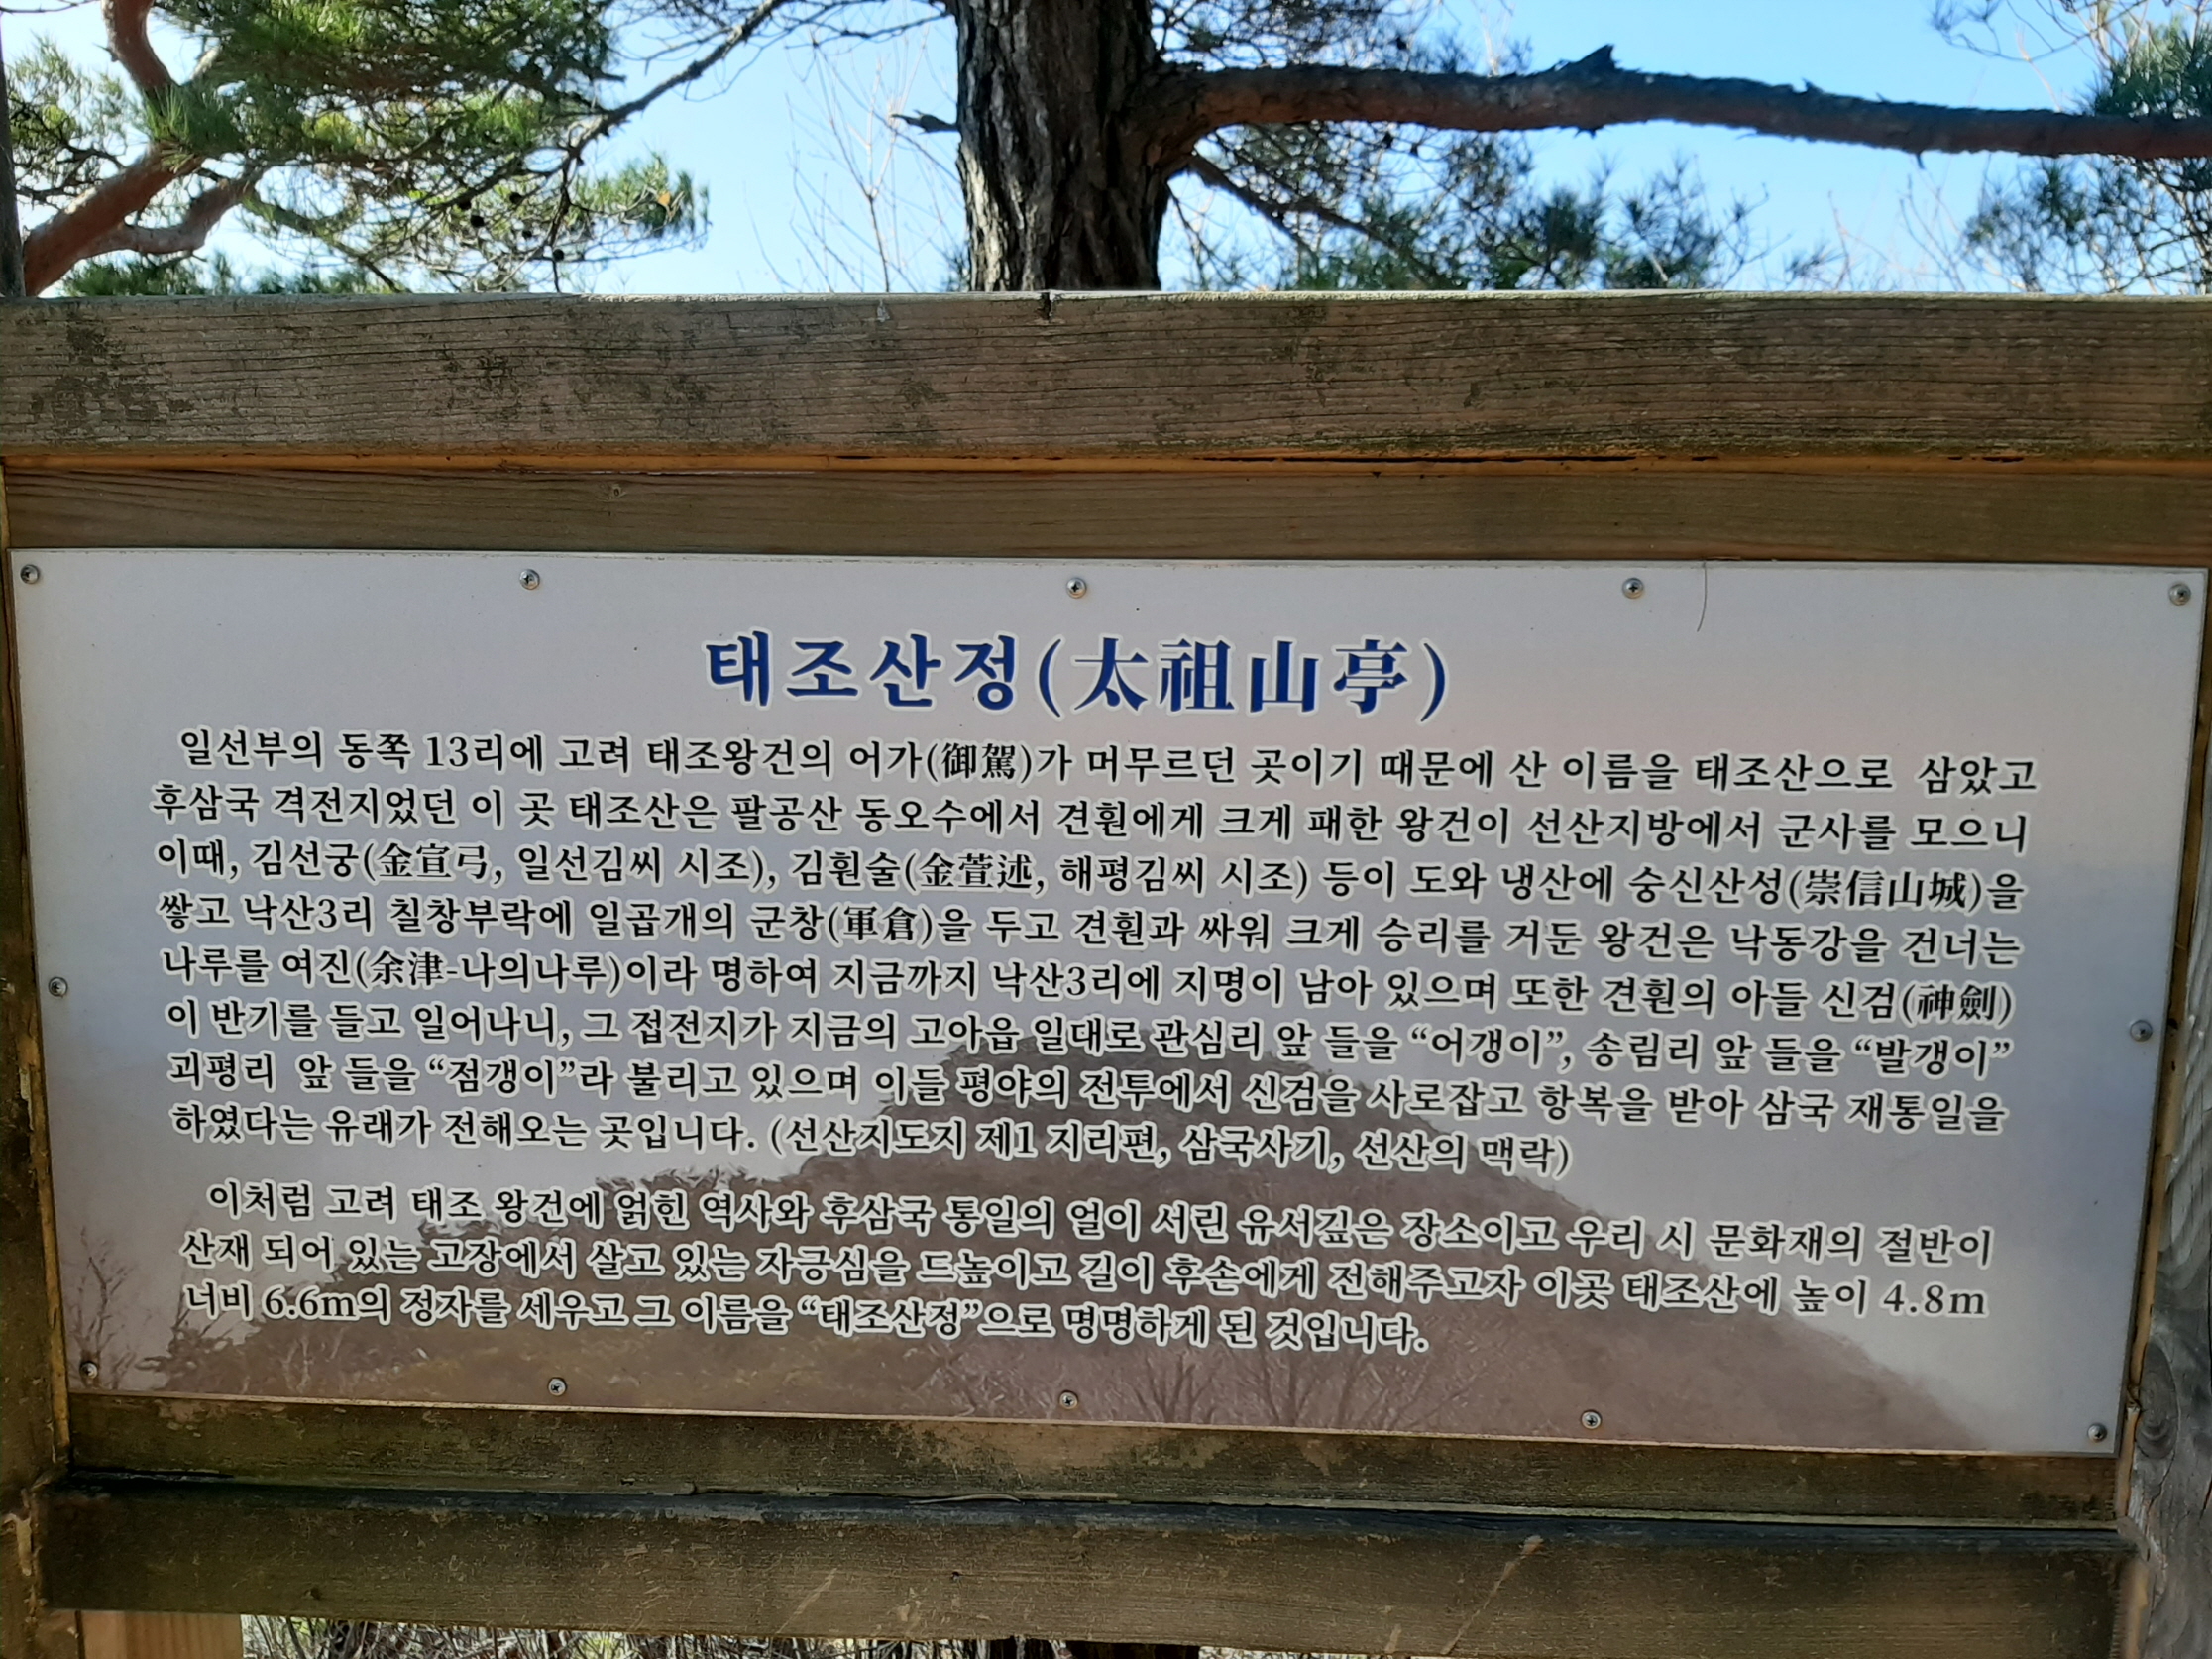 태조산정(太祖山亭)
일선부의 동쪽 13리에 고려 태조왕건의 어가(御駕)가 머무르던 곳이기 때문에 산 이름을 태조산으로 삼았고
후삼국 격전지었던 이 곳 태조산은 팔공산 동오수에서 견훤에게 크게 패한 왕건이 선산지방에서 군사를 모으니
이때, 김선궁(金宣弓, 일선김씨 시조), 김훤술(金萱述, 해평김씨 시조) 등이 도와 냉산에 숭신산성(崇信山城)을
쌓고 낙산3리 칠창부락에 일곱개의 군창(軍倉)을 두고 견훤과 싸워 크게 승리를 거둔 왕건은 낙동강을 건너는
나루를 여진(余津-나의나루)이라 명하여 지금까지 낙산3리에 지명이 남아 있으며 또한 견훤의 아들 신검(神劍)
이 반기를 들고 일어나니, 그 접전지가 지금의 고아읍 일대로 관심리 앞 들을 “어갱이”, 송림리 앞 들을 “발갱이”
괴평리 앞 들을 “점갱이”라 불리고 있으며 이들 평야의 전투에서 신검을 사로잡고 항복을 받아 삼국 재통일을
하였다는 유래가 전해오는 곳입니다. (선산지도지 제1 지리편, 삼국사기, 선산의 맥락)
이처럼 고려 태조 왕건에 얽힌 역사와 후삼국 통일의 얼이 서린 유서깊은 장소이고 우리 시 문화재의 절반이
산재 되어 있는 고장에서 살고 있는 자긍심을 드높이고 길이 후손에게 전해주고자 이곳 태조산에 높이 4.8m
너비 6.6m의 정자를 세우고 그 이름을 “태조산정”으로 명명하게 된 것입니다.